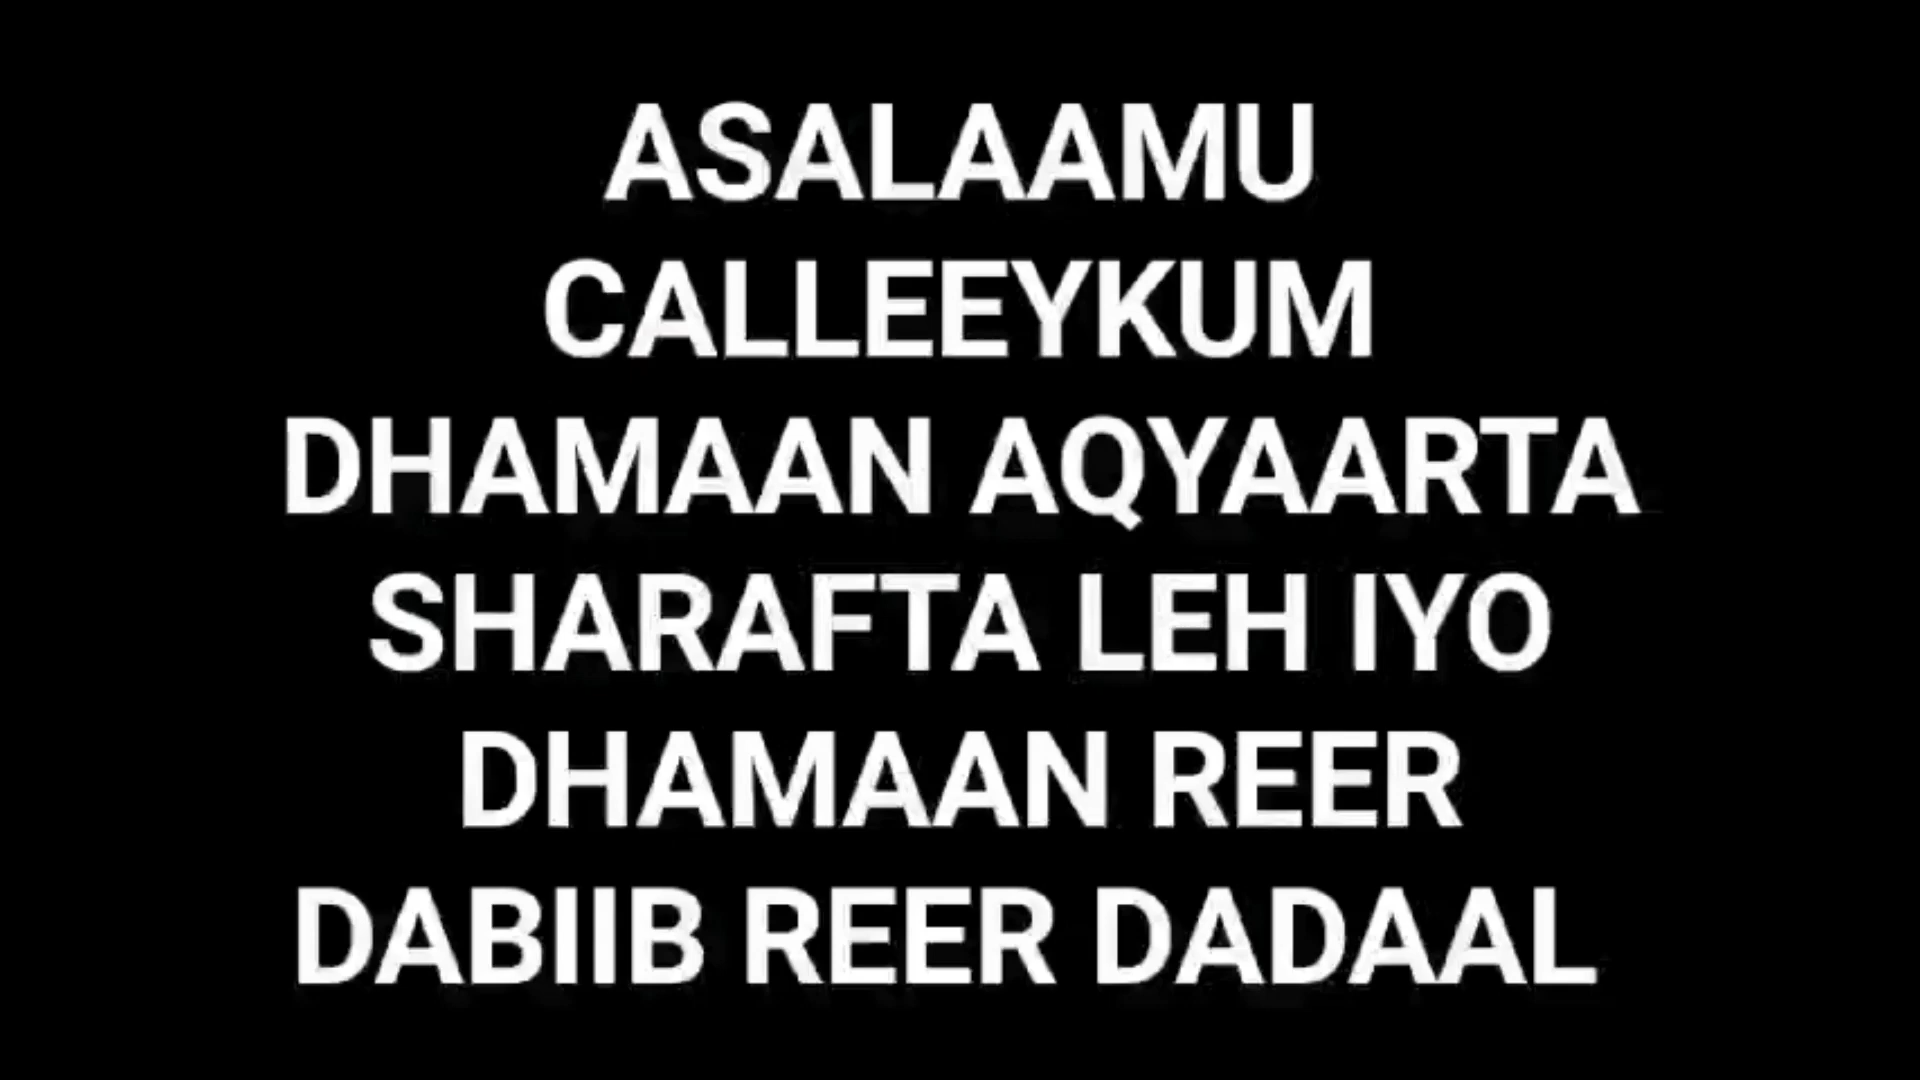 ASALAAMU
CALLEEYKUM
DHAMAAN AQYAARTA
SHARAFTA LEH IYO
DHAMAAN REER
DABIIB REER DADAAL